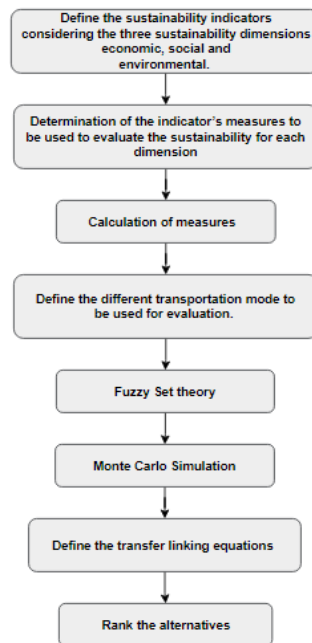 Define the sustainability indicators
considering the three sustainability dimensions
economic, social and
environmental.
Determination of the indicator's measures to
be used to evaluate the sustainability for each
dimension
Calculation of measures
Define the different transportation mode to
be used for evaluation.
Fuzzy Set theory
Monte Carlo Simulation
Define the transfer linking equations
Rank the alternatives